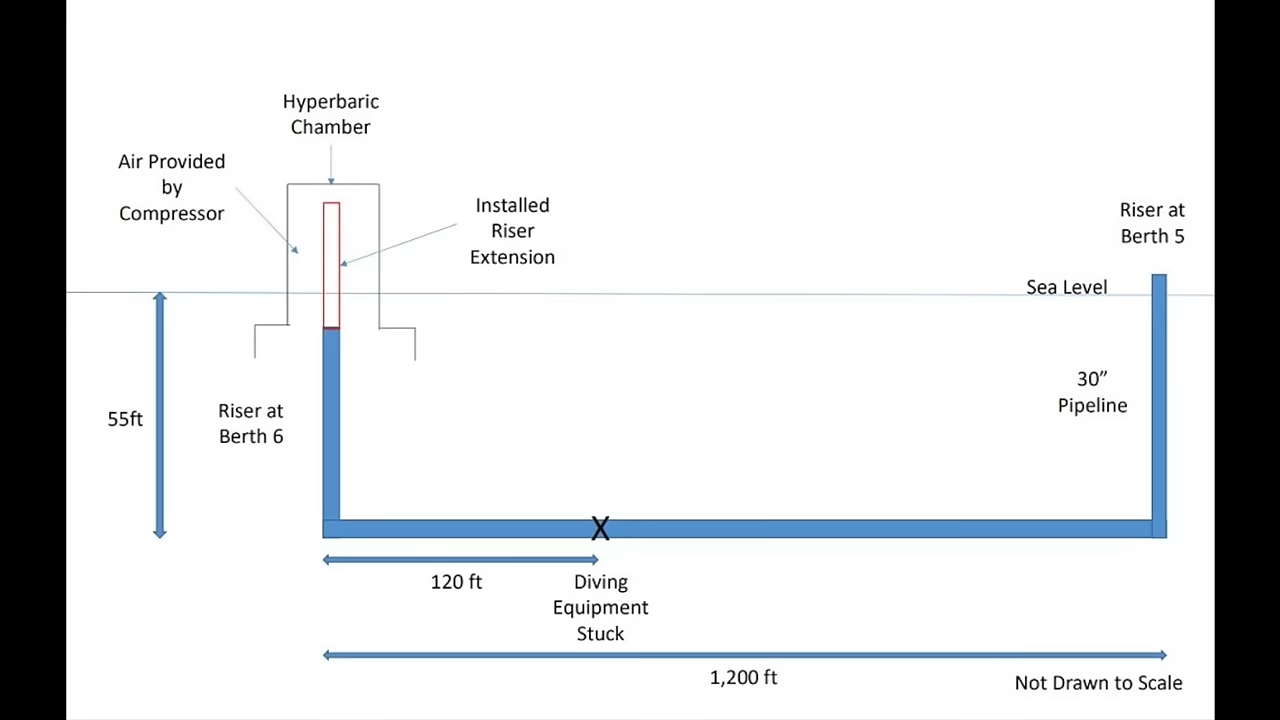 Hyperbaric
Chamber
Air Provided
by
Compressor
Installed
Riser
Extension
Riser at
Berth 5
Sea Level
30”
Pipeline
55ft
Riser at
Berth 6
X
120 ft
Diving
Equipment
Stuck
1,200 ft
Not Drawn to Scale